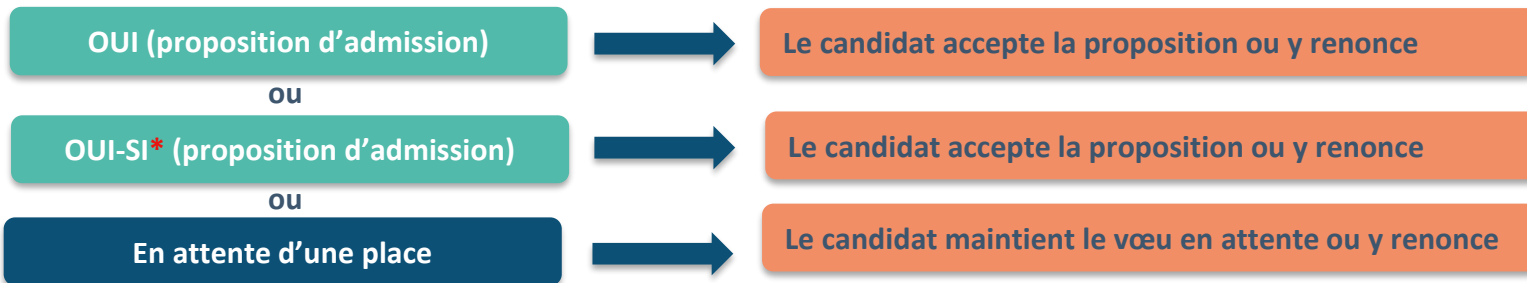 OUI (proposition d’admission)
Le candidat accepte la proposition ou y renonce
ou
OUI-SI* (proposition d’admission)
Le candidat accepte la proposition ou y renonce
ou
En attente d’une place
Le candidat maintient le vœu en attente ou y renonce